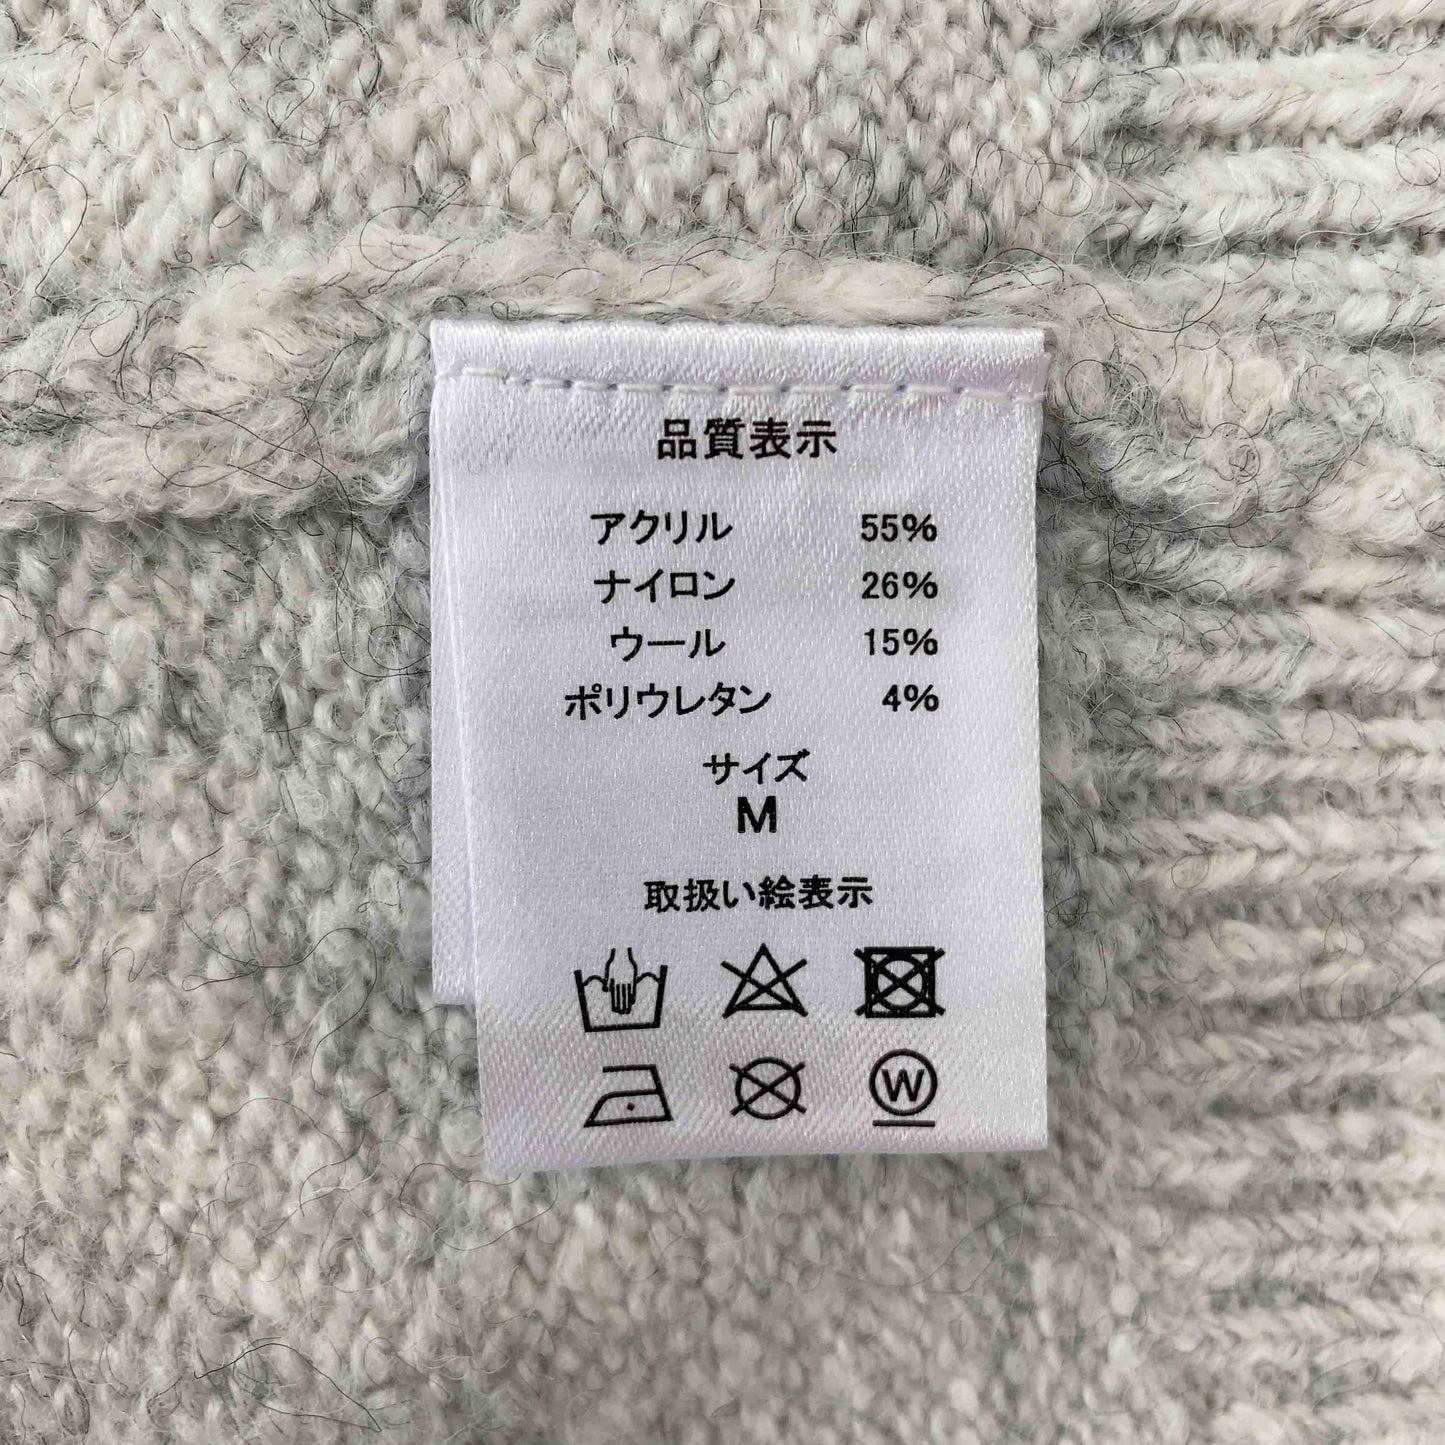 品質表示
アクリル 55%
ナイロン 26%
ウール 15%
ポリウレタン 4%
サイズ
M
取扱い絵表示
W